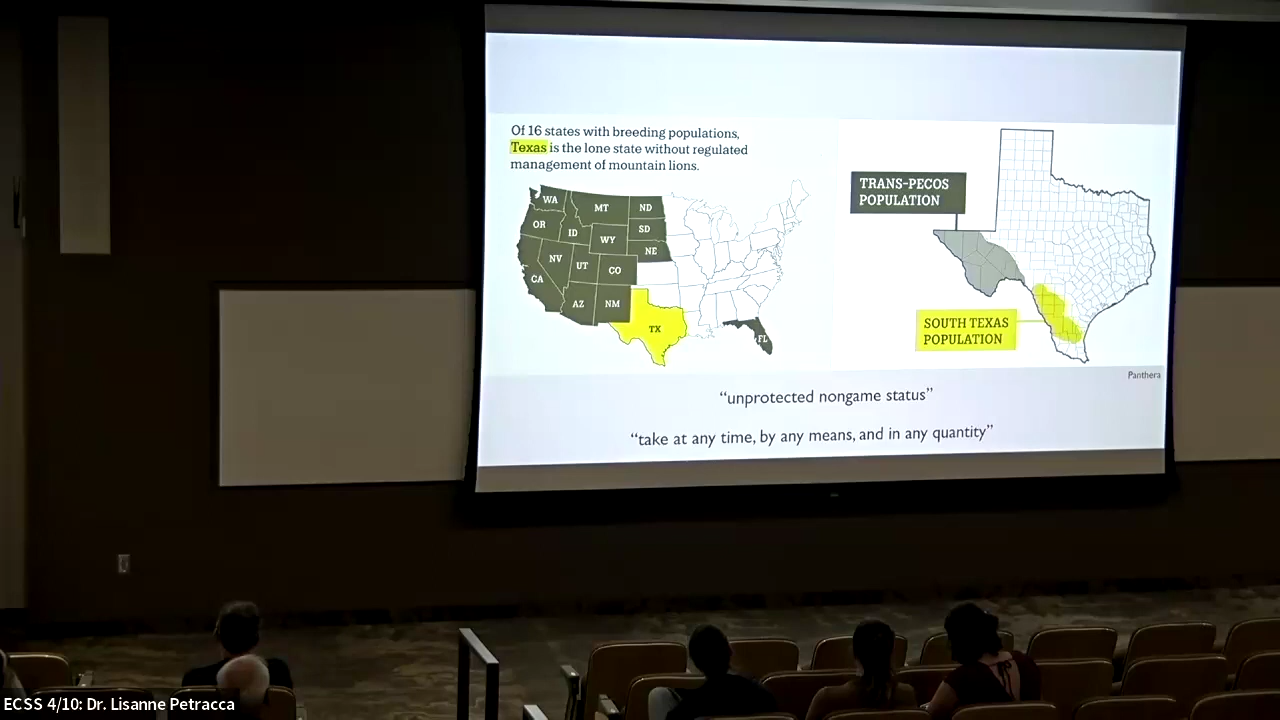 Of 16 states with breeding populations,
Texas is the lone state without regulated
management of mountain lions.
WA
MT
ND
OR
ID
SD
WY
NE
NV
UT
CO
CA
AZ
NM
TX
FL
TRANS-PECOS
POPULATION
SOUTH TEXAS
POPULATION
Panthera
“unprotected nongame status”
“take at any time, by any means, and in any quantity”
ECSS 4/10: Dr. Lisanne Petracca